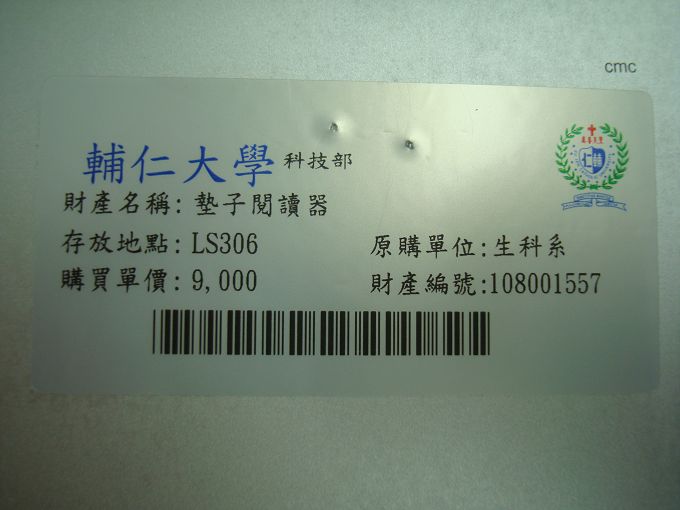 cmc
輔仁大學 科技部
財產名稱: 墊子閱讀器
存放地點: LS306 原購單位:生科系
購買單價: 9,000 財產編號:108001557